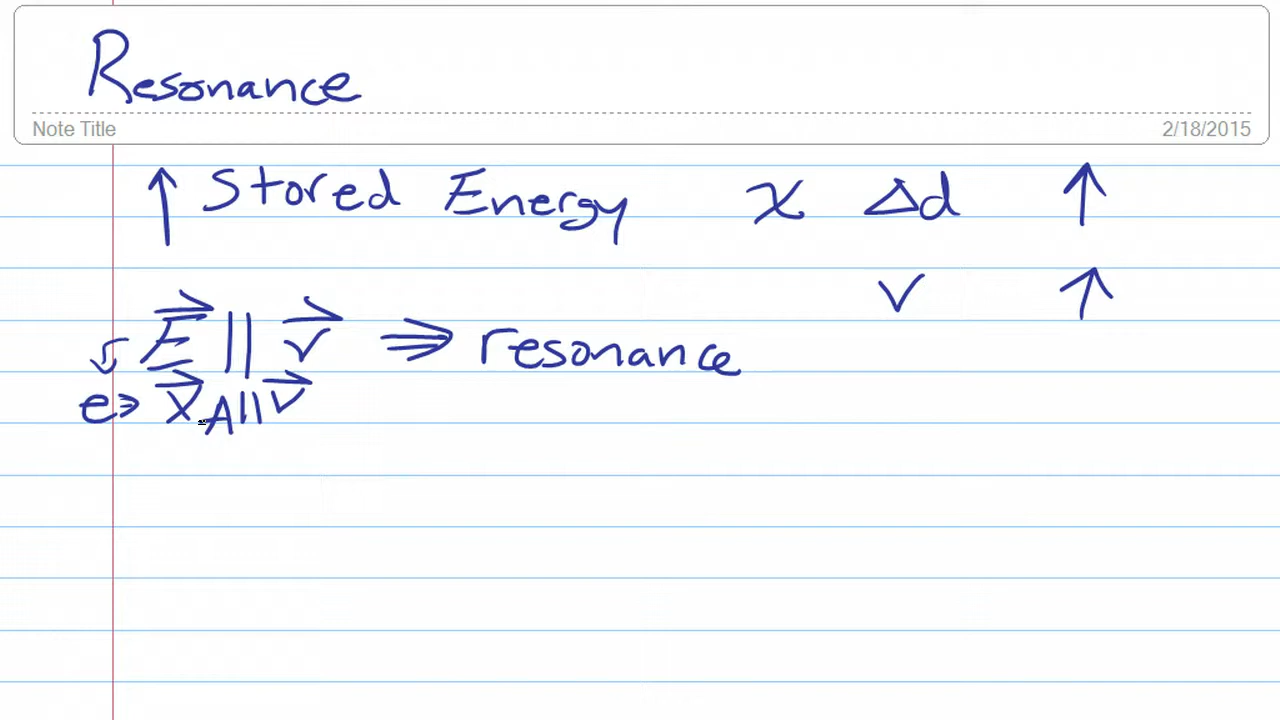 Resonance
Note Title 2/18/2015
↑ Stored Energy x Δd ↑
v ↑
E⃗ || v⃗ ⇒ resonance
e ⇒ x⃗A || v⃗